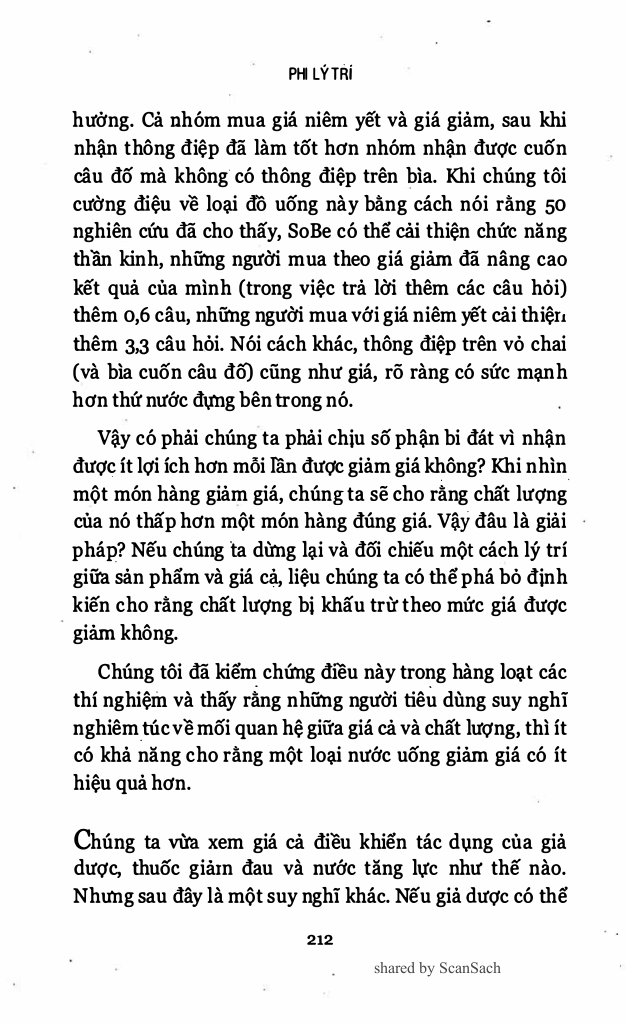 PHI LÝ TRÍ
hưởng. Cả nhóm mua giá niêm yết và giá giảm, sau khi
nhận thông điệp đã làm tốt hơn nhóm nhận được cuốn
câu đố mà không có thông điệp trên bìa. Khi chúng tôi
cường điệu về loại đồ uống này bằng cách nói rằng 50
nghiên cứu đã cho thấy, SoBe có thể cải thiện chức năng
thần kinh, những người mua theo giá giảm đã nâng cao
kết quả của mình (trong việc trả lời thêm các câu hỏi)
thêm 0,6 câu, những người mua với giá niêm yết cải thiện
thêm 3,3 câu hỏi. Nói cách khác, thông điệp trên vỏ chai
(và bìa cuốn câu đố) cũng như giá, rõ ràng có sức mạnh
hơn thứ nước đựng bên trong nó.
Vậy có phải chúng ta phải chịu số phận bi đát vì nhận
được ít lợi ích hơn mỗi lần được giảm giá không? Khi nhìn
một món hàng giảm giá, chúng ta sẽ cho rằng chất lượng
của nó thấp hơn một món hàng đúng giá. Vậy đâu là giải
pháp? Nếu chúng ta dừng lại và đối chiếu một cách lý trí
giữa sản phẩm và giá cả, liệu chúng ta có thể phá bỏ định
kiến cho rằng chất lượng bị khấu trừ theo mức giá được
giảm không.
Chúng tôi đã kiểm chứng điều này trong hàng loạt các
thí nghiệm và thấy rằng những người tiêu dùng suy nghĩ
nghiêm túc về mối quan hệ giữa giá cả và chất lượng, thì ít
có khả năng cho rằng một loại nước uống giảm giá có ít
hiệu quả hơn.
Chúng ta vừa xem giá cả điều khiển tác dụng của giả
dược, thuốc giảm đau và nước tăng lực như thế nào.
Nhưng sau đây là một suy nghĩ khác. Nếu giả dược có thể
212
shared by ScanSach